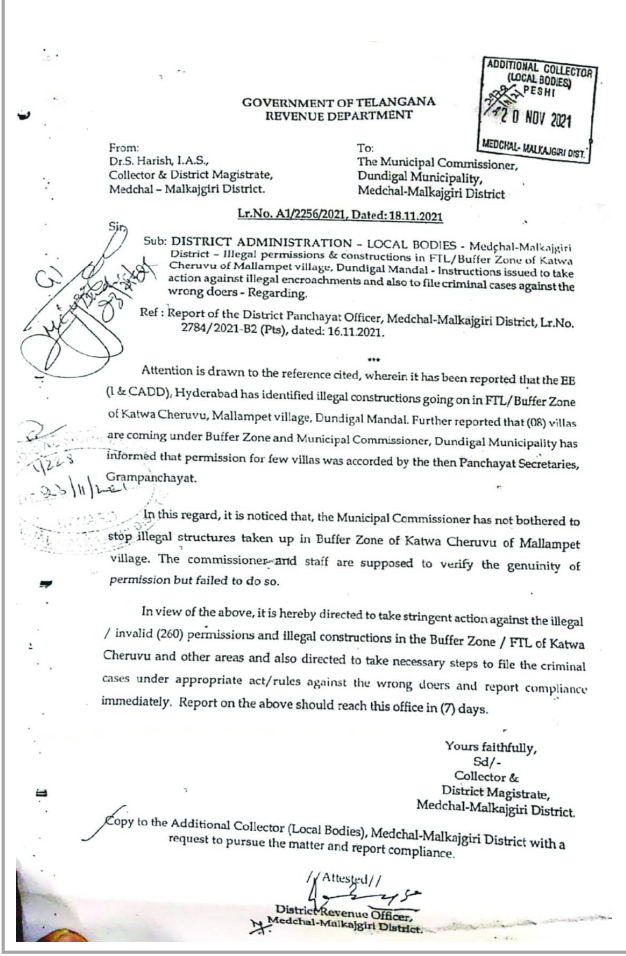 ADDITIONAL COLLECTOR
(LOCAL BODIES)
PESHI
20 NOV 2021
MEDCHAL-MALKAJGIRI DIST.
GOVERNMENT OF TELANGANA
REVENUE DEPARTMENT
From:
Dr.S. Harish, I.A.S.,
Collector & District Magistrate,
Medchal – Malkajgiri District.
To:
The Municipal Commissioner,
Dundigal Municipality,
Medchal-Malkajgiri District
Lr.No. A1/2256/2021, Dated: 18.11.2021
Sir,
Sub: DISTRICT ADMINISTRATION – LOCAL BODIES - Medchal-Malkajgiri
District – Illegal permissions & constructions in FTL/Buffer Zone of Katwa
Cheruvu of Mallampet village, Dundigal Mandal - Instructions issued to take
action against illegal encroachments and also to file criminal cases against the
wrong doers - Regarding.
Ref : Report of the District Panchayat Officer, Medchal-Malkajgiri District, Lr.No.
2784/2021-B2 (Pts), dated: 16.11.2021.
***
Attention is drawn to the reference cited, wherein it has been reported that the EE
(I & CADD), Hyderabad has identified illegal constructions going on in FTL/Buffer Zone
of Katwa Cheruvu, Mallampet village, Dundigal Mandal. Further reported that (08) villas
are coming under Buffer Zone and Municipal Commissioner, Dundigal Municipality has
informed that permission for few villas was accorded by the then Panchayat Secretaries,
Grampanchayat.
23/11/2021
In this regard, it is noticed that, the Municipal Commissioner has not bothered to
stop illegal structures taken up in Buffer Zone of Katwa Cheruvu of Mallampet
village. The commissioner and staff are supposed to verify the genuinity of
permission but failed to do so.
In view of the above, it is hereby directed to take stringent action against the illegal
/ invalid (260) permissions and illegal constructions in the Buffer Zone / FTL of Katwa
Cheruvu and other areas and also directed to take necessary steps to file the criminal
cases under appropriate act/rules against the wrong doers and report compliance
immediately. Report on the above should reach this office in (7) days.
Yours faithfully,
Sd/-
Collector &
District Magistrate,
Medchal-Malkajgiri District.
Copy to the Additional Collector (Local Bodies), Medchal-Malkajgiri District with a
request to pursue the matter and report compliance.
//Attested//
District Revenue Officer,
Medchal-Malkajgiri District.